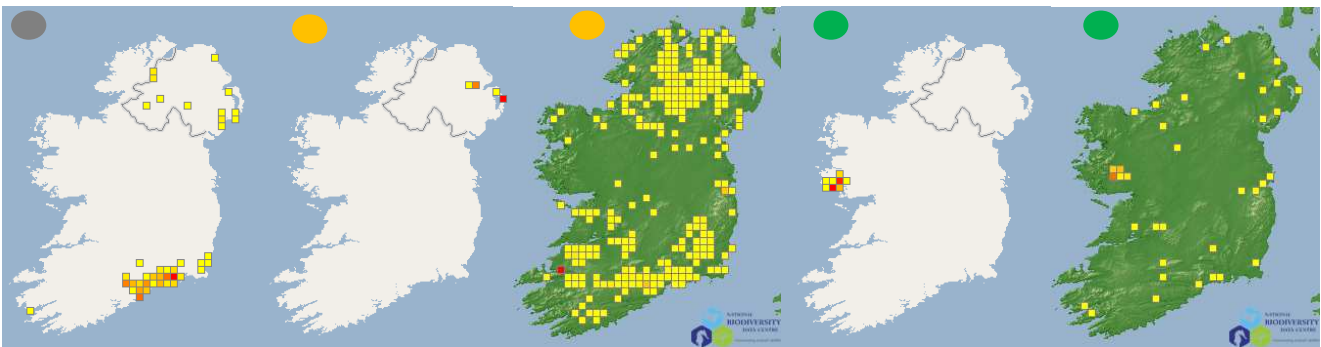 NATIONAL
BIODIVERSITY
DATA CENTRE
NATIONAL
BIODIVERSITY
DATA CENTRE